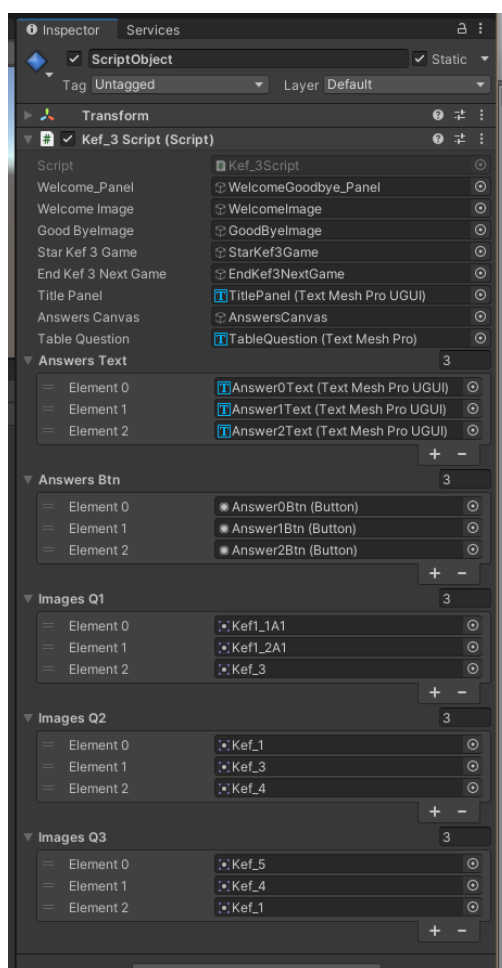 Inspector Services
ScriptObject Static
Tag Untagged Layer Default
Transform
# Kef_3 Script (Script)
Script # Kef_3Script
Welcome_Panel WelcomeGoodbye_Panel
Welcome Image WelcomeImage
Good ByeImage GoodByeImage
Star Kef 3 Game StarKef3Game
End Kef 3 Next Game EndKef3NextGame
Title Panel TitlePanel (Text Mesh Pro UGUI)
Answers Canvas AnswersCanvas
Table Question TableQuestion (Text Mesh Pro)
Answers Text 3
Element 0 Answer0Text (Text Mesh Pro UGUI)
Element 1 Answer1Text (Text Mesh Pro UGUI)
Element 2 Answer2Text (Text Mesh Pro UGUI)
+ −
Answers Btn 3
Element 0 Answer0Btn (Button)
Element 1 Answer1Btn (Button)
Element 2 Answer2Btn (Button)
+ −
Images Q1 3
Element 0 Kef1_1A1
Element 1 Kef1_2A1
Element 2 Kef_3
+ −
Images Q2 3
Element 0 Kef_1
Element 1 Kef_3
Element 2 Kef_4
+ −
Images Q3 3
Element 0 Kef_5
Element 1 Kef_4
Element 2 Kef_1
+ −